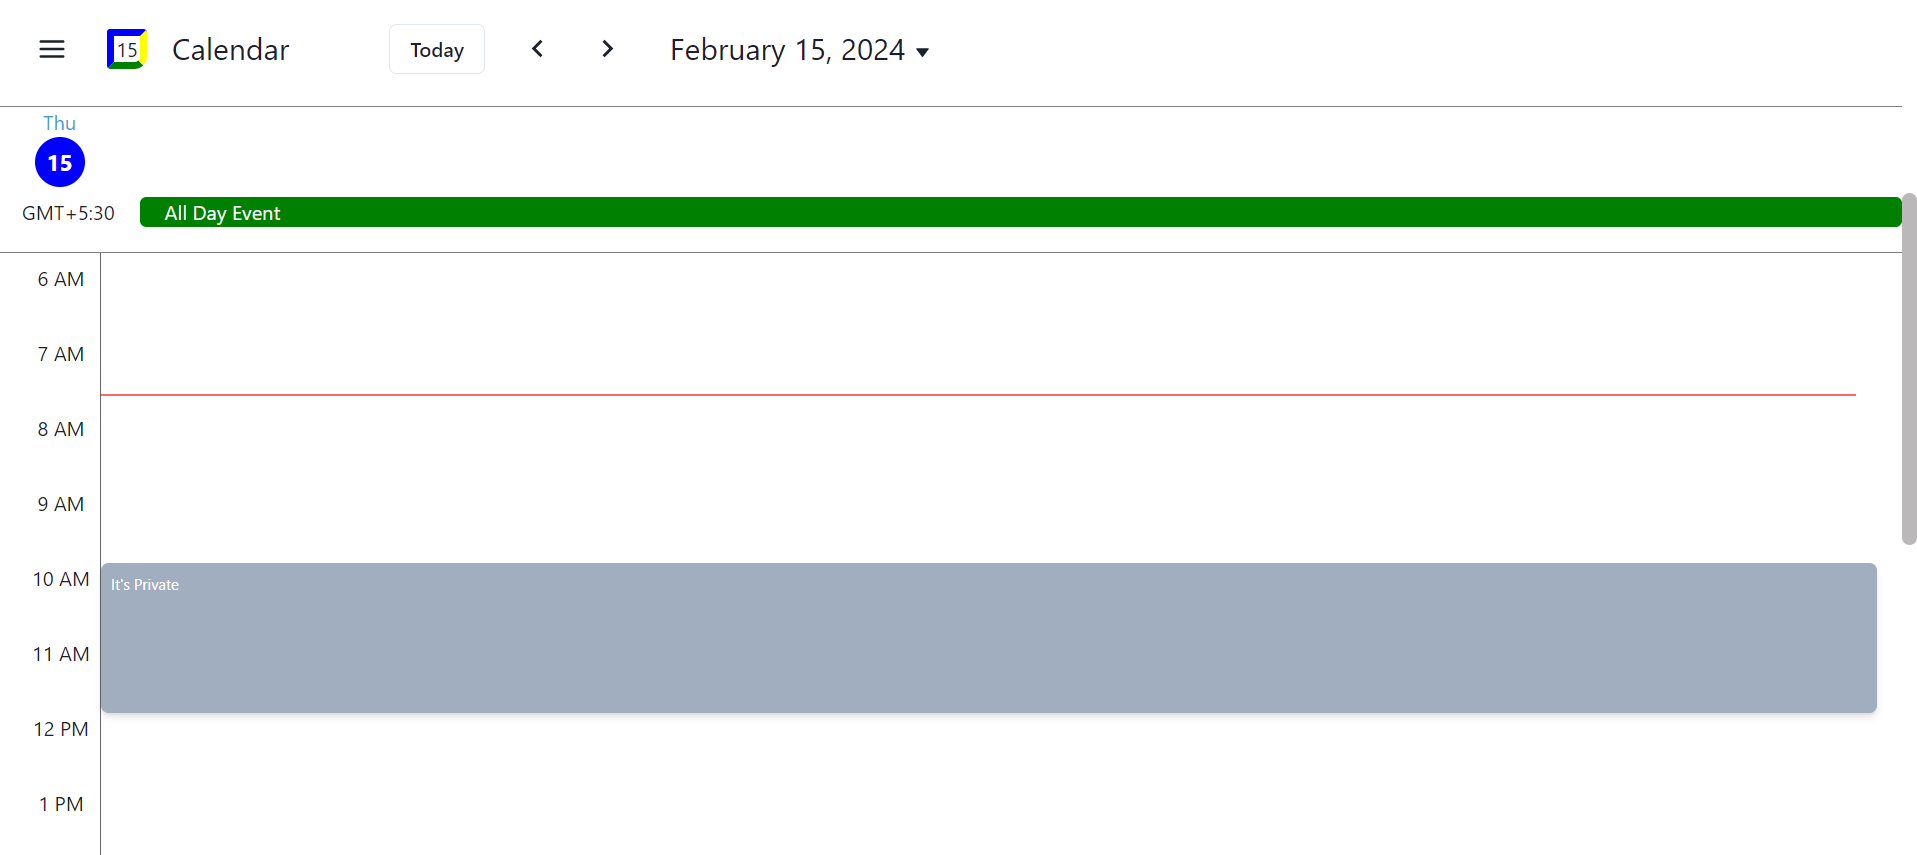 15 Calendar Today February 15, 2024
Thu
15
GMT+5:30 All Day Event
6 AM
7 AM
8 AM
9 AM
10 AM It's Private
11 AM
12 PM
1 PM